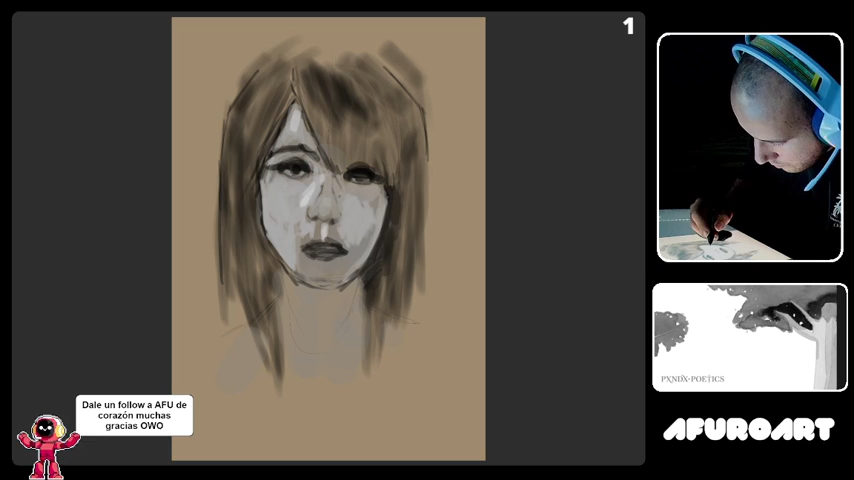 1
PXNDX•POETICS
Dale un follow a AFU de
corazón muchas
gracias OWO
AFUROART